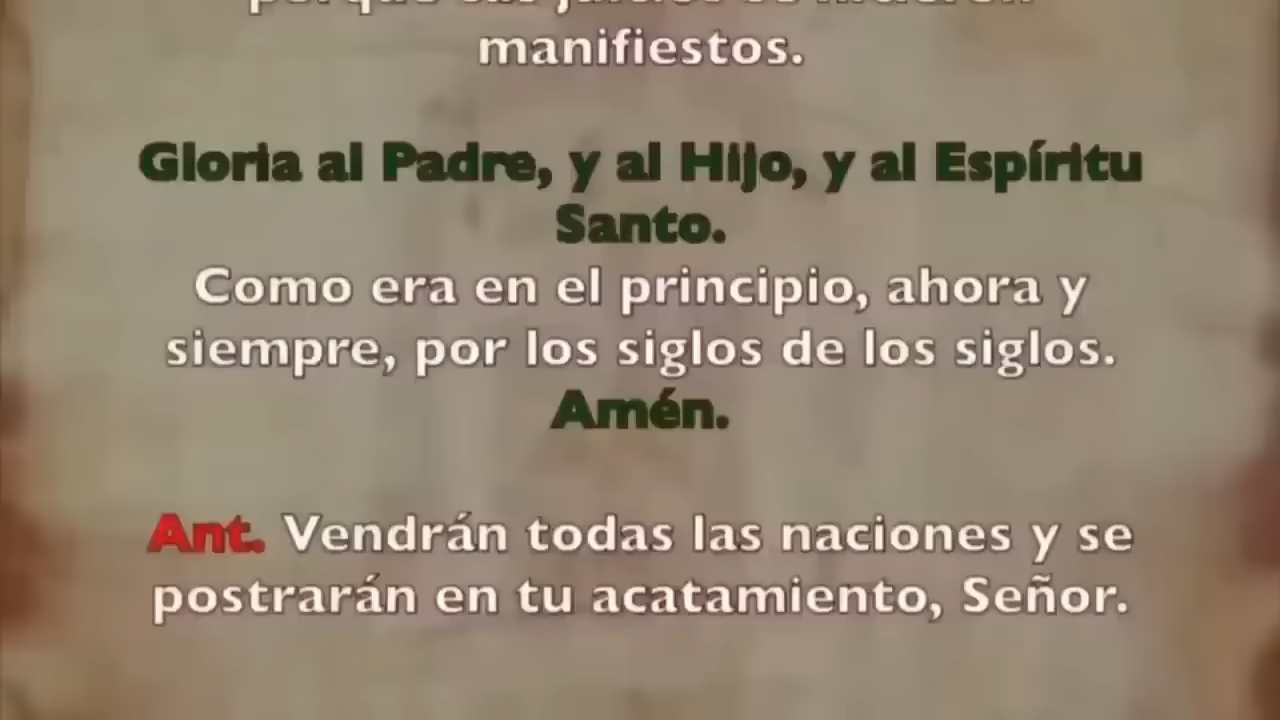 manifiestos.
Gloria al Padre, y al Hijo, y al Espíritu
Santo.
Como era en el principio, ahora y
siempre, por los siglos de los siglos.
Amén.
Ant. Vendrán todas las naciones y se
postrarán en tu acatamiento, Señor.